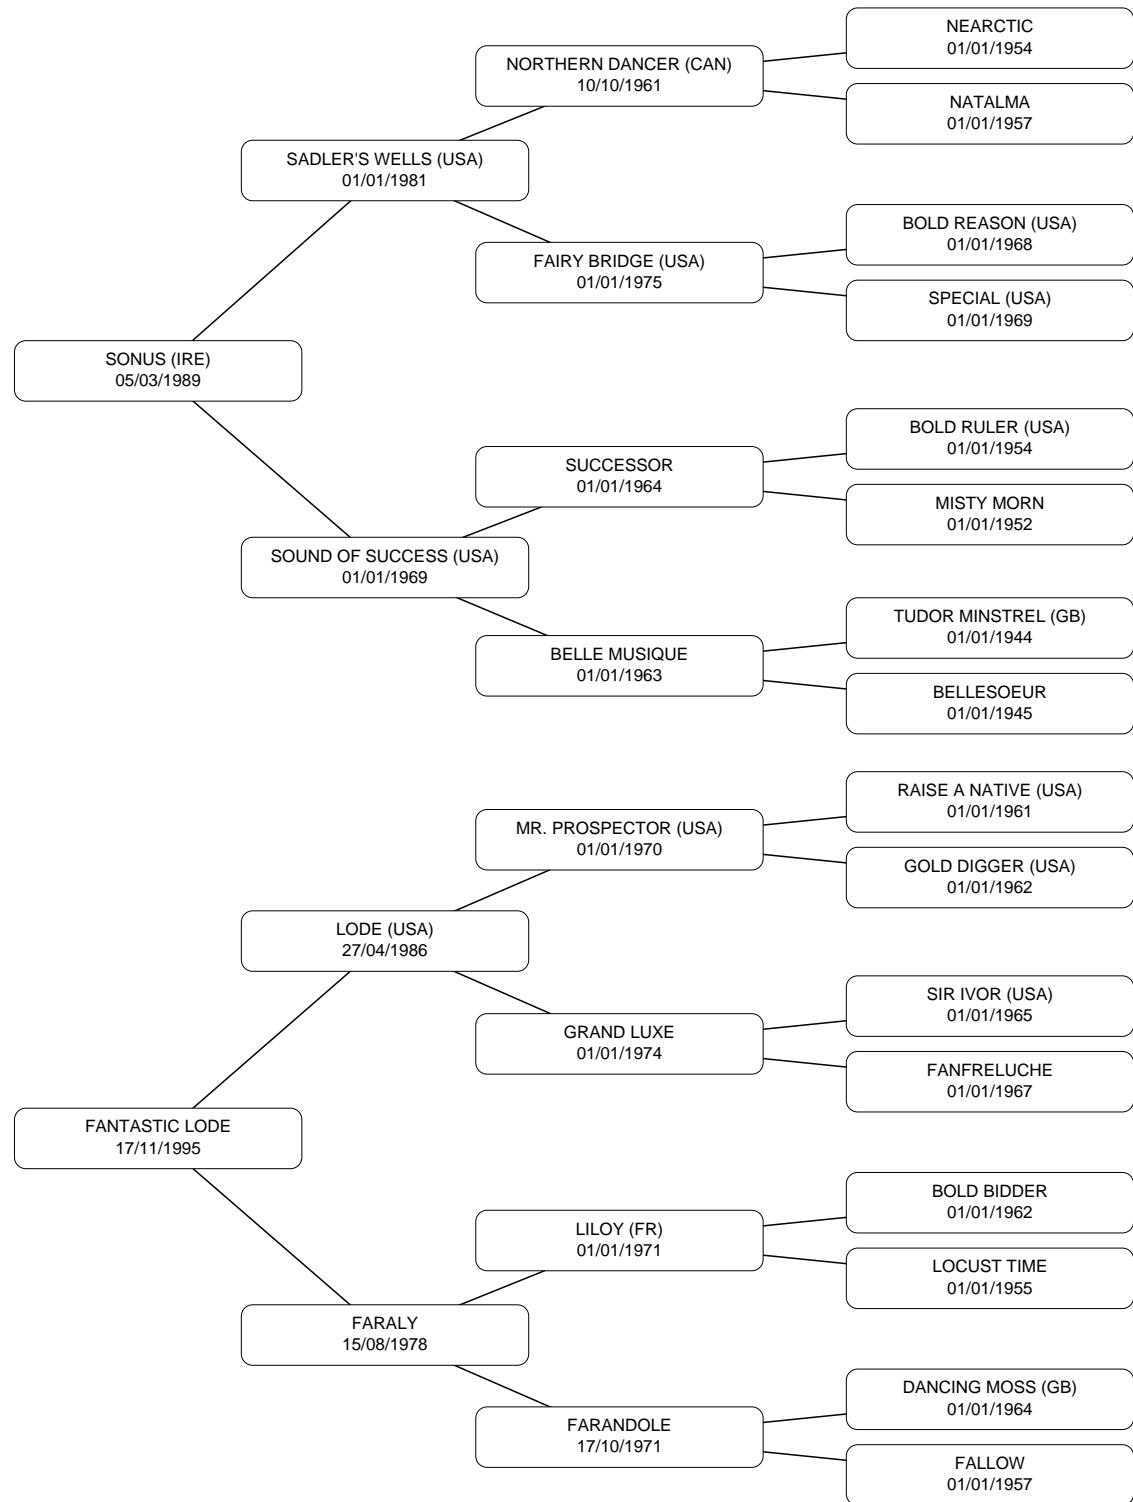 NEARCTIC
01/01/1954
NORTHERN DANCER (CAN)
10/10/1961
NATALMA
01/01/1957
SADLER'S WELLS (USA)
01/01/1981
BOLD REASON (USA)
01/01/1968
FAIRY BRIDGE (USA)
01/01/1975
SPECIAL (USA)
01/01/1969
SONUS (IRE)
05/03/1989
BOLD RULER (USA)
01/01/1954
SUCCESSOR
01/01/1964
MISTY MORN
01/01/1952
SOUND OF SUCCESS (USA)
01/01/1969
TUDOR MINSTREL (GB)
01/01/1944
BELLE MUSIQUE
01/01/1963
BELLESOEUR
01/01/1945
RAISE A NATIVE (USA)
01/01/1961
MR. PROSPECTOR (USA)
01/01/1970
GOLD DIGGER (USA)
01/01/1962
LODE (USA)
27/04/1986
SIR IVOR (USA)
01/01/1965
GRAND LUXE
01/01/1974
FANFRELUCHE
01/01/1967
FANTASTIC LODE
17/11/1995
BOLD BIDDER
01/01/1962
LILOY (FR)
01/01/1971
LOCUST TIME
01/01/1955
FARALY
15/08/1978
DANCING MOSS (GB)
01/01/1964
FARANDOLE
17/10/1971
FALLOW
01/01/1957